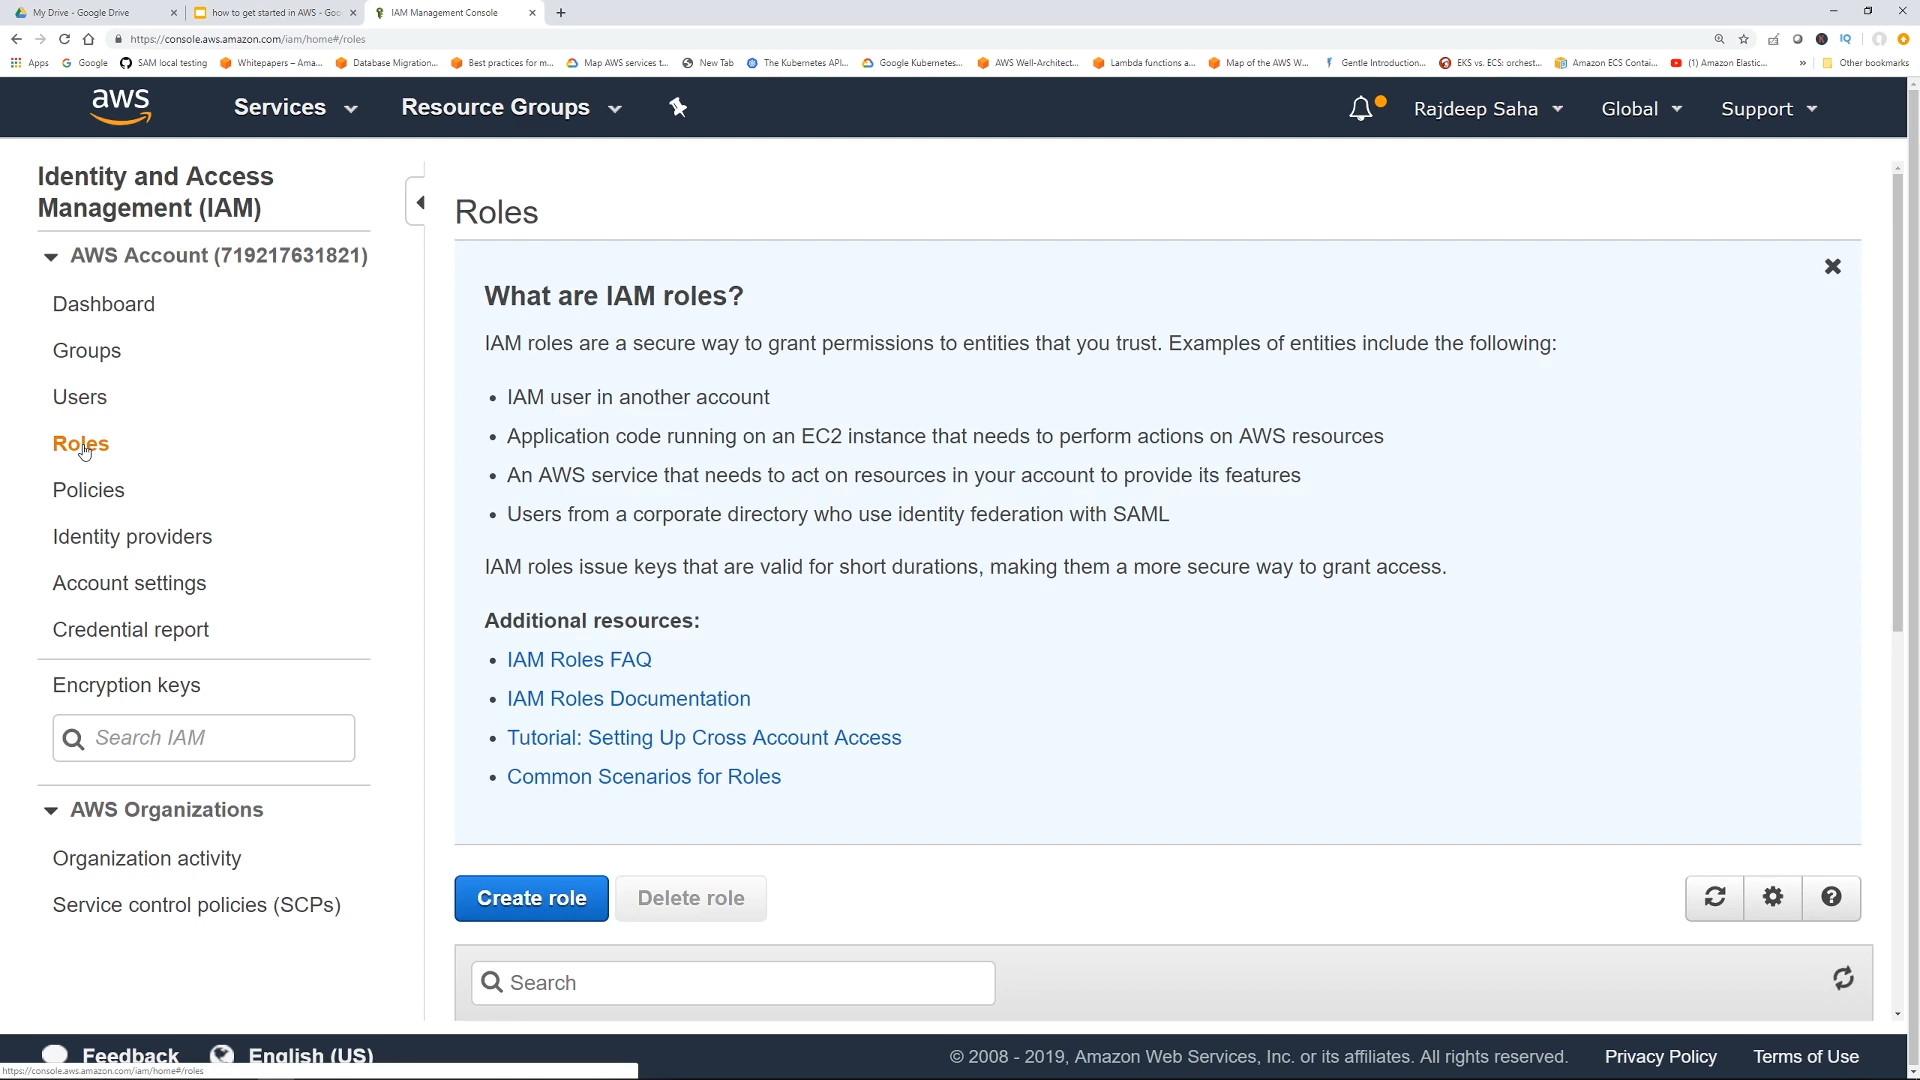 My Drive - Google Drive
how to get started in AWS - Goo
IAM Management Console
https://console.aws.amazon.com/iam/home#/roles
Apps
Google
SAM local testing
Whitepapers – Ama...
Database Migration...
Best practices for m...
Map AWS services t...
New Tab
The Kubernetes API...
Google Kubernetes...
AWS Well-Architect...
Lambda functions a...
Map of the AWS W...
Gentle Introduction...
EKS vs. ECS: orchest...
Amazon ECS Contai...
(1) Amazon Elastic...
»
Other bookmarks
aws
Services
Resource Groups
Rajdeep Saha
Global
Support
Identity and Access
Management (IAM)
AWS Account (719217631821)
Dashboard
Groups
Users
Roles
Policies
Identity providers
Account settings
Credential report
Encryption keys
Search IAM
AWS Organizations
Organization activity
Service control policies (SCPs)
Roles
What are IAM roles?
IAM roles are a secure way to grant permissions to entities that you trust. Examples of entities include the following:
• IAM user in another account
• Application code running on an EC2 instance that needs to perform actions on AWS resources
• An AWS service that needs to act on resources in your account to provide its features
• Users from a corporate directory who use identity federation with SAML
IAM roles issue keys that are valid for short durations, making them a more secure way to grant access.
Additional resources:
• IAM Roles FAQ
• IAM Roles Documentation
• Tutorial: Setting Up Cross Account Access
• Common Scenarios for Roles
Create role
Delete role
Search
Feedback
English (US)
© 2008 - 2019, Amazon Web Services, Inc. or its affiliates. All rights reserved.
Privacy Policy
Terms of Use
https://console.aws.amazon.com/iam/home#/roles